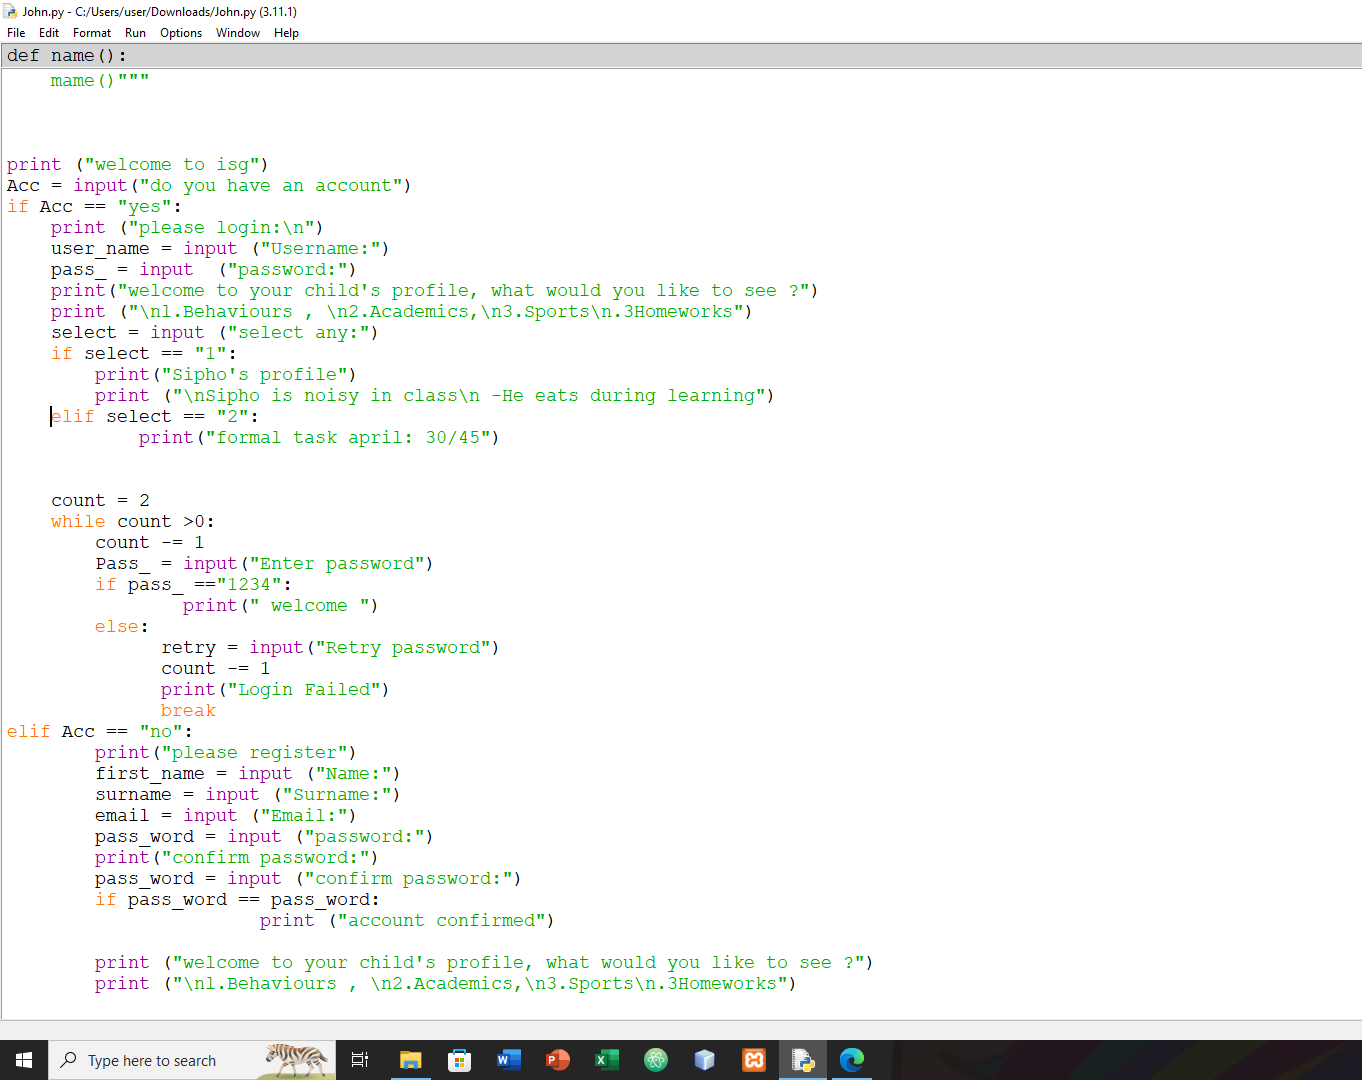 John.py - C:/Users/user/Downloads/John.py (3.11.1)
File Edit Format Run Options Window Help
def name():
    mame()"""
print ("welcome to isg")
Acc = input("do you have an account")
if Acc == "yes":
    print ("please login:\n")
    user_name = input ("Username:")
    pass_ = input  ("password:")
    print("welcome to your child's profile, what would you like to see ?")
    print ("\n1.Behaviours , \n2.Academics,\n3.Sports\n.3Homeworks")
    select = input ("select any:")
    if select == "1":
        print("Sipho's profile")
        print ("\nSipho is noisy in class\n -He eats during learning")
    elif select == "2":
            print("formal task april: 30/45")
    count = 2
    while count >0:
        count -= 1
        Pass_ = input("Enter password")
        if pass_ =="1234":
                print(" welcome ")
        else:
              retry = input("Retry password")
              count -= 1
              print("Login Failed")
              break
elif Acc == "no":
        print("please register")
        first_name = input ("Name:")
        surname = input ("Surname:")
        email = input ("Email:")
        pass_word = input ("password:")
        print("confirm password:")
        pass_word = input ("confirm password:")
        if pass_word == pass_word:
                       print ("account confirmed")
        print ("welcome to your child's profile, what would you like to see ?")
        print ("\n1.Behaviours , \n2.Academics,\n3.Sports\n.3Homeworks")
Type here to search